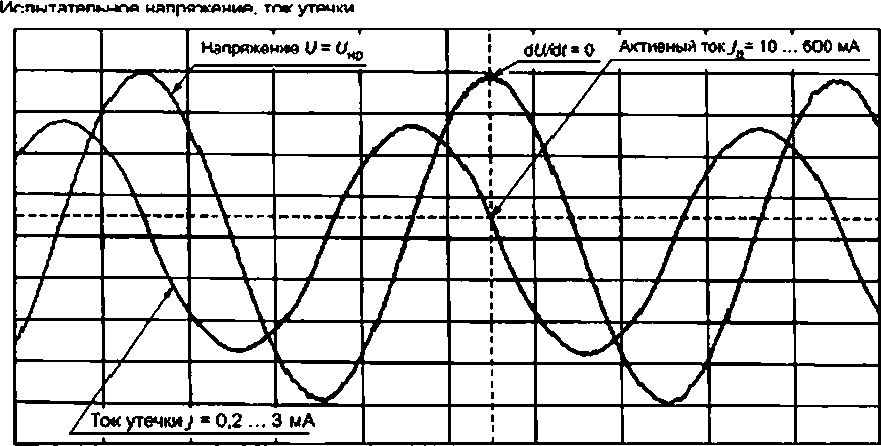 Испытательное напряжение, ток утечки
Напряжение U = Uнр
dU/dt = 0
Активный ток Jр = 10 ... 600 мА
Ток утечки j = 0,2 ... 3 мА